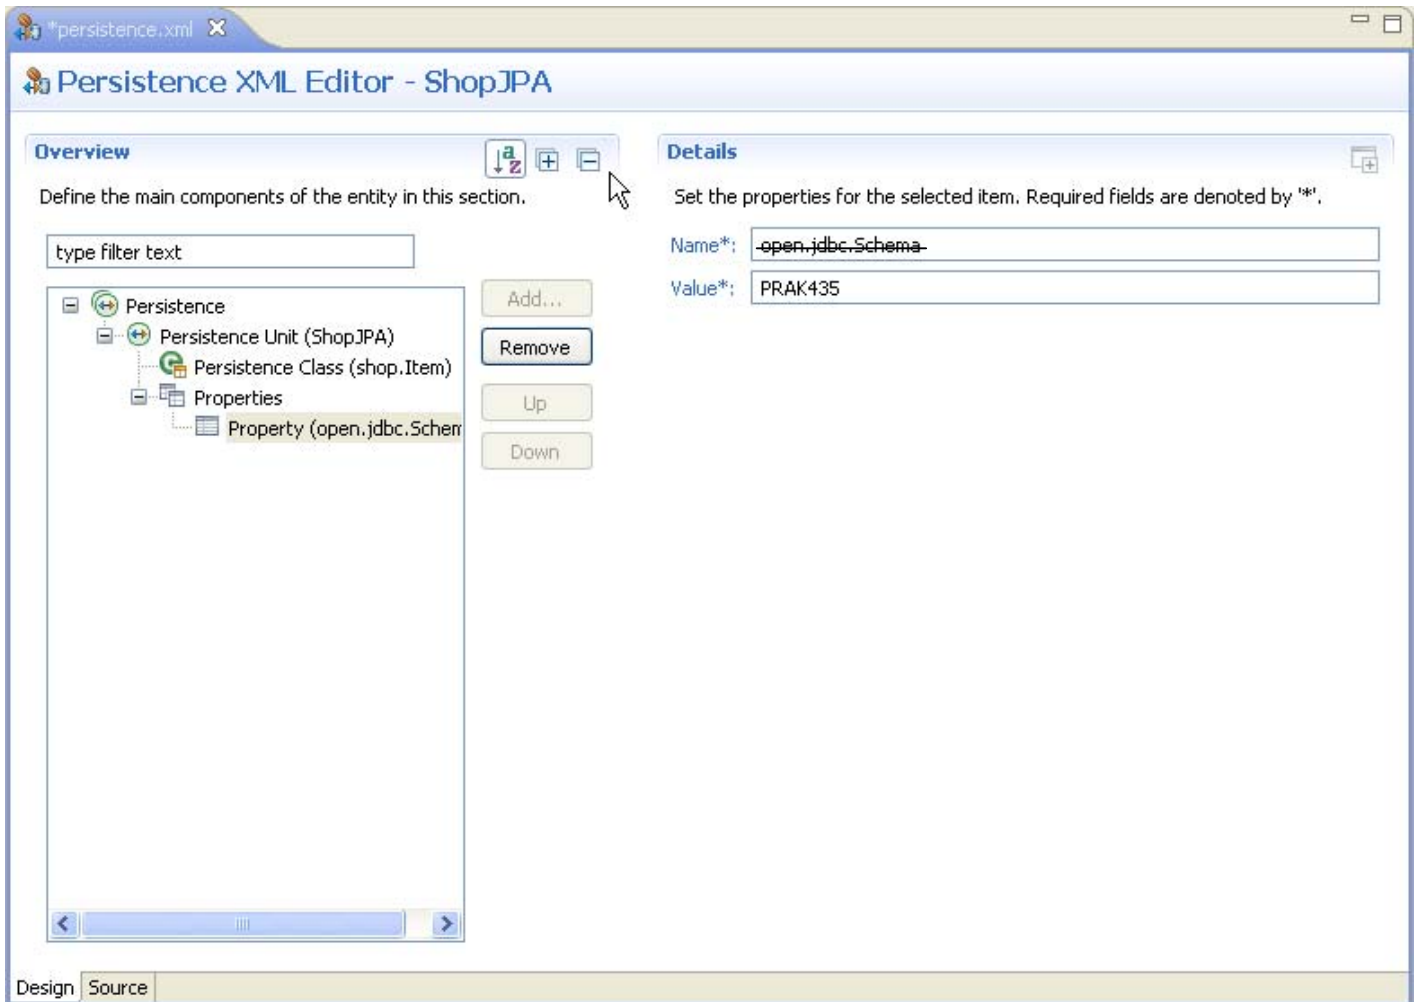 *persistence.xml
Persistence XML Editor - ShopJPA
Overview
Define the main components of the entity in this section.
type filter text
Persistence
Persistence Unit (ShopJPA)
Persistence Class (shop.Item)
Properties
Property (open.jdbc.Schem
Add...
Remove
Up
Down
Details
Set the properties for the selected item. Required fields are denoted by '*'.
Name*: open.jdbc.Schema
Value*: PRAK435
Design Source